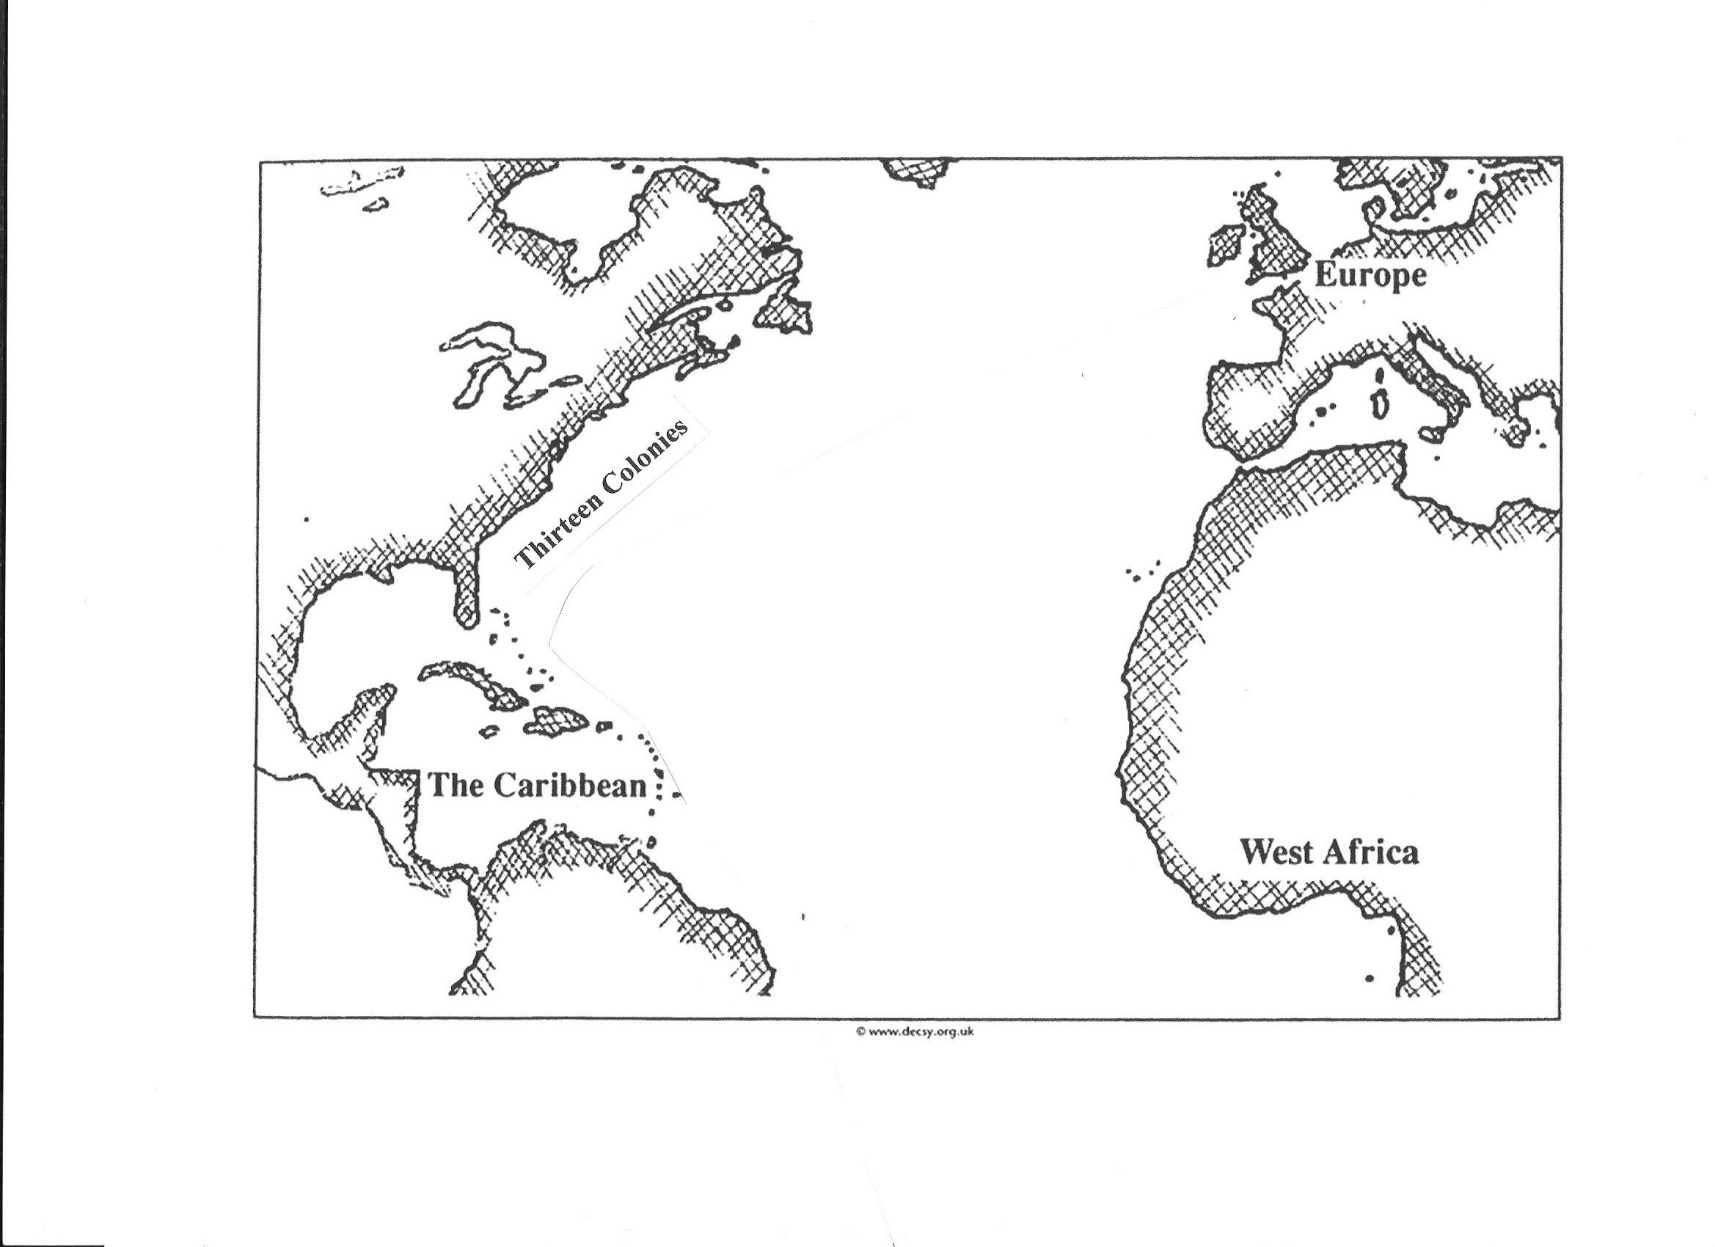 Europe
Thirteen Colonies
The Caribbean
West Africa
© www.decsy.org.uk